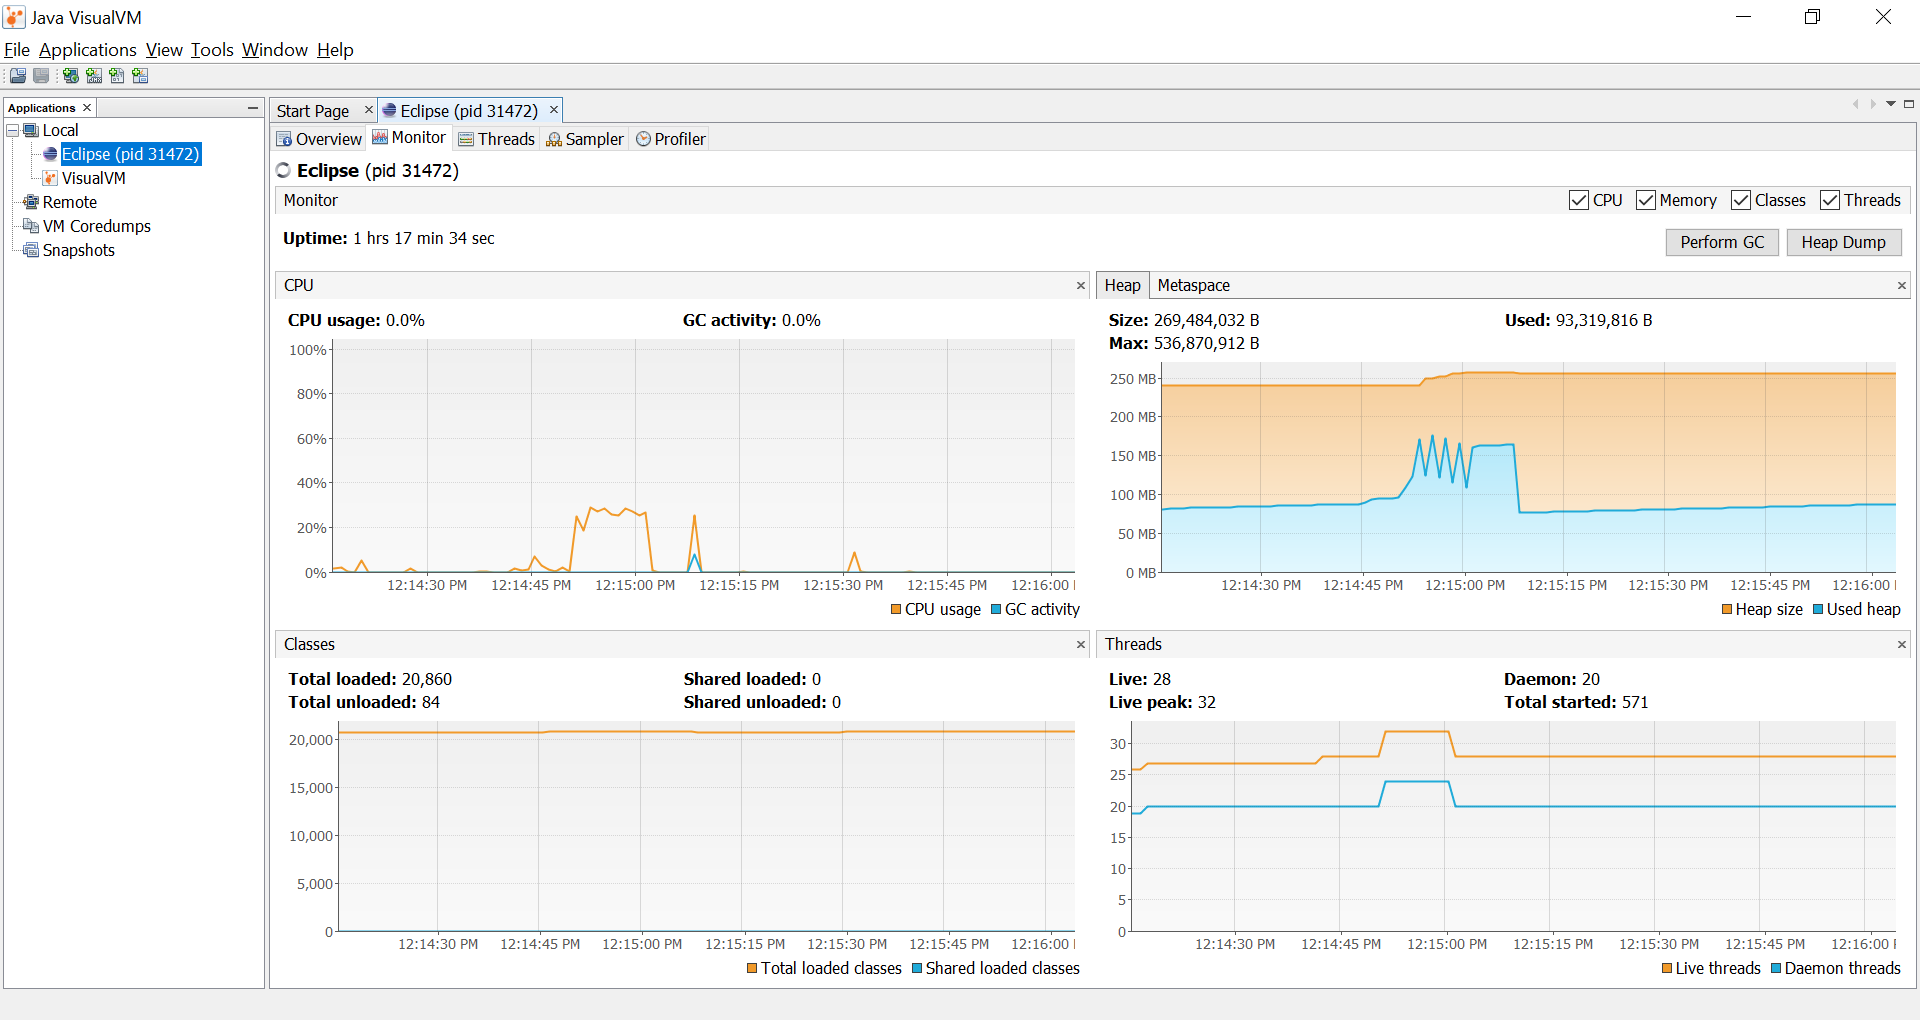 Java VisualVM
File Applications View Tools Window Help
Applications
Local
Eclipse (pid 31472)
VisualVM
Remote
VM Coredumps
Snapshots
Start Page
Eclipse (pid 31472)
Overview
Monitor
Threads
Sampler
Profiler
Eclipse (pid 31472)
Monitor
CPU
Memory
Classes
Threads
Uptime: 1 hrs 17 min 34 sec
Perform GC
Heap Dump
CPU
CPU usage: 0.0%
GC activity: 0.0%
100%
80%
60%
40%
20%
0%
12:14:30 PM 12:14:45 PM 12:15:00 PM 12:15:15 PM 12:15:30 PM 12:15:45 PM 12:16:00
CPU usage GC activity
Heap Metaspace
Size: 269,484,032 B
Used: 93,319,816 B
Max: 536,870,912 B
250 MB
200 MB
150 MB
100 MB
50 MB
0 MB
12:14:30 PM 12:14:45 PM 12:15:00 PM 12:15:15 PM 12:15:30 PM 12:15:45 PM 12:16:00
Heap size Used heap
Classes
Total loaded: 20,860
Shared loaded: 0
Total unloaded: 84
Shared unloaded: 0
20,000
15,000
10,000
5,000
0
12:14:30 PM 12:14:45 PM 12:15:00 PM 12:15:15 PM 12:15:30 PM 12:15:45 PM 12:16:00
Total loaded classes Shared loaded classes
Threads
Live: 28
Daemon: 20
Live peak: 32
Total started: 571
30
25
20
15
10
5
0
12:14:30 PM 12:14:45 PM 12:15:00 PM 12:15:15 PM 12:15:30 PM 12:15:45 PM 12:16:00
Live threads Daemon threads